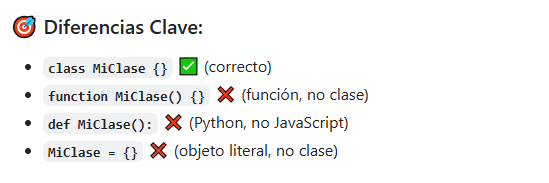 🎯 Diferencias Clave:
• class MiClase {} ✅ (correcto)
• function MiClase() {} ❌ (función, no clase)
• def MiClase(): ❌ (Python, no JavaScript)
• MiClase = {} ❌ (objeto literal, no clase)